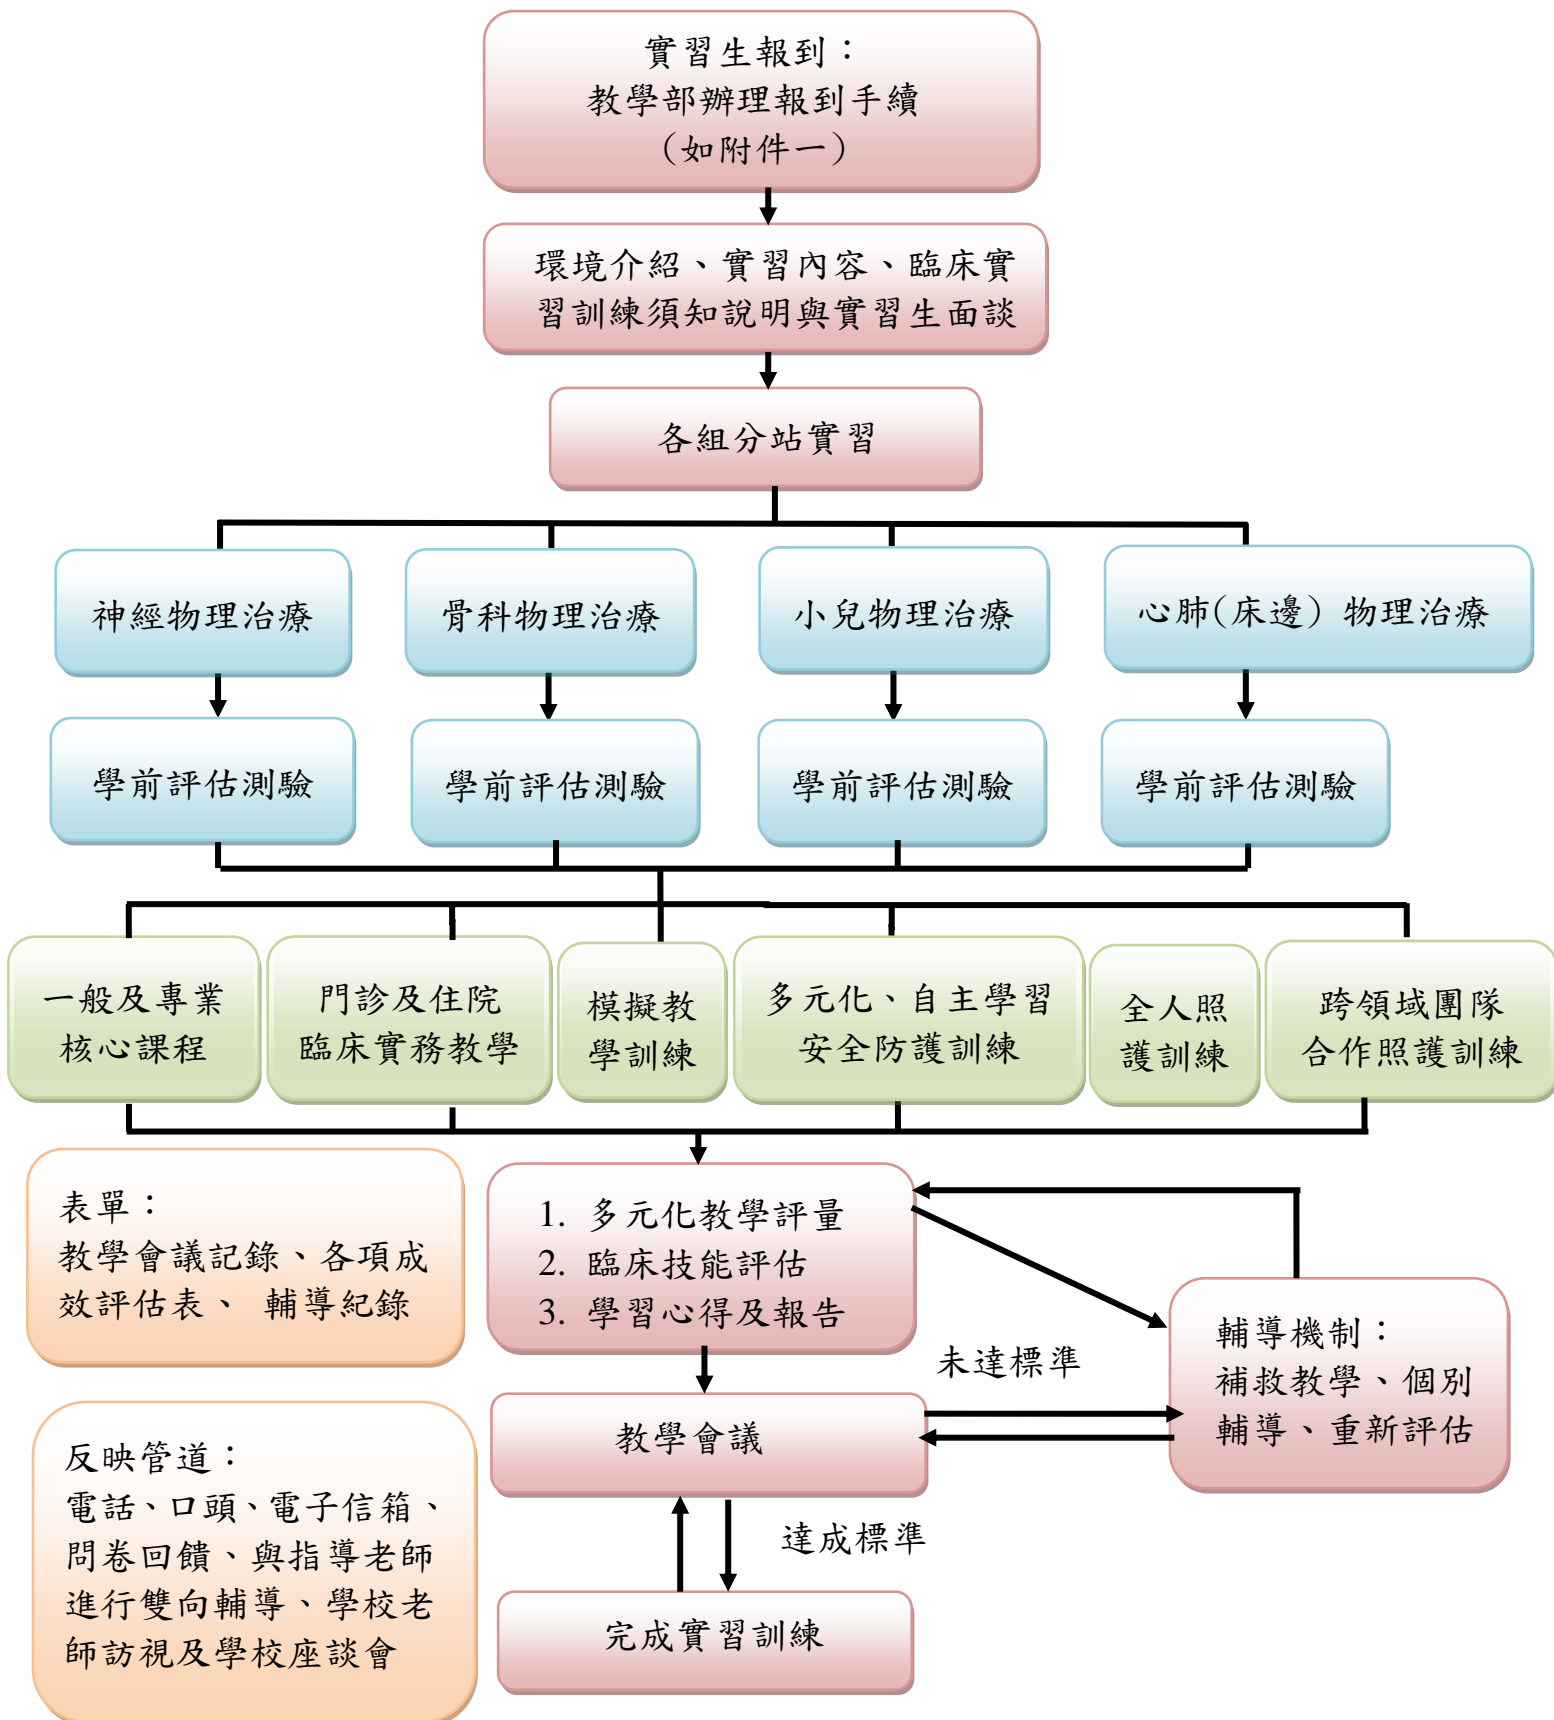 實習生報到：
教學部辦理報到手續
（如附件一）
環境介紹、實習內容、臨床實
習訓練須知說明與實習生面談
各組分站實習
神經物理治療
骨科物理治療
小兒物理治療
心肺(床邊) 物理治療
學前評估測驗
學前評估測驗
學前評估測驗
學前評估測驗
一般及專業
核心課程
門診及住院
臨床實務教學
模擬教
學訓練
多元化、自主學習
安全防護訓練
全人照
護訓練
跨領域團隊
合作照護訓練
表單：
教學會議記錄、各項成
效評估表、 輔導紀錄
1. 多元化教學評量
2. 臨床技能評估
3. 學習心得及報告
未達標準
輔導機制：
補救教學、個別
輔導、重新評估
教學會議
反映管道：
電話、口頭、電子信箱、
問卷回饋、與指導老師
進行雙向輔導、學校老
師訪視及學校座談會
達成標準
完成實習訓練